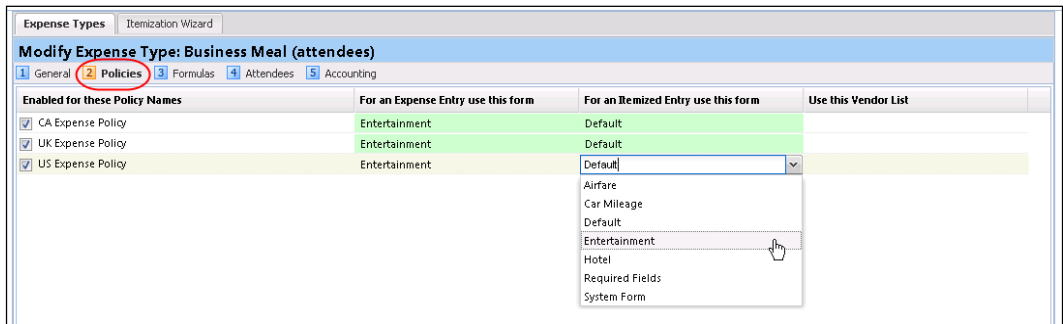 Expense Types Itemization Wizard
Modify Expense Type: Business Meal (attendees)
1 General 2 Policies 3 Formulas 4 Attendees 5 Accounting
Enabled for these Policy Names For an Expense Entry use this form For an Itemized Entry use this form Use this Vendor List
CA Expense Policy Entertainment Default
UK Expense Policy Entertainment Default
US Expense Policy Entertainment Default
Airfare
Car Mileage
Default
Entertainment
Hotel
Required Fields
System Form